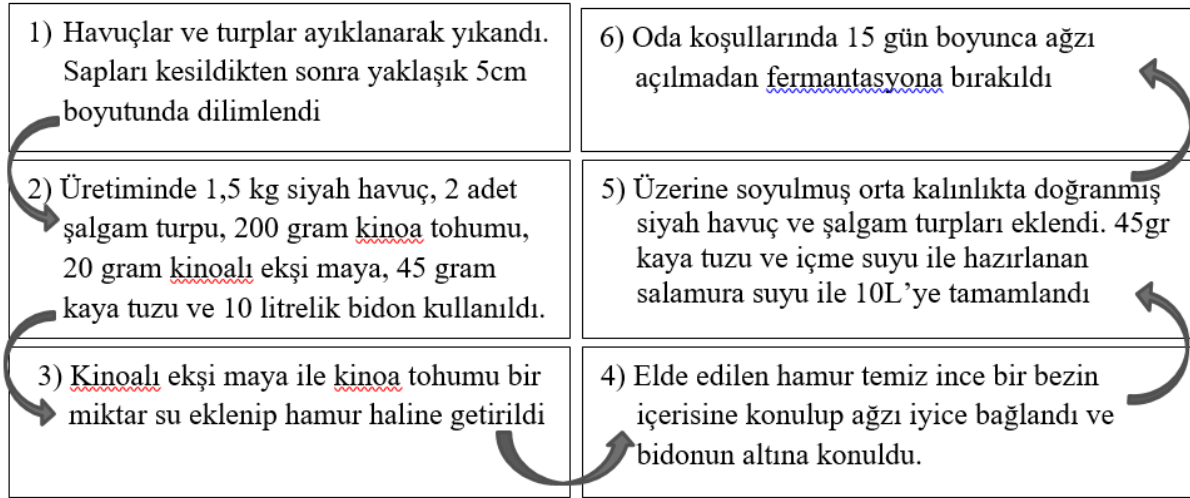 1) Havuçlar ve turplar ayıklanarak yıkandı.
Sapları kesildikten sonra yaklaşık 5cm
boyutunda dilimlendi
2) Üretiminde 1,5 kg siyah havuç, 2 adet
şalgam turpu, 200 gram kinoa tohumu,
20 gram kinoalı ekşi maya, 45 gram
kaya tuzu ve 10 litrelik bidon kullanıldı.
3) Kinoalı ekşi maya ile kinoa tohumu bir
miktar su eklenip hamur haline getirildi
4) Elde edilen hamur temiz ince bir bezin
içerisine konulup ağzı iyice bağlandı ve
bidonun altına konuldu.
5) Üzerine soyulmuş orta kalınlıkta doğranmış
siyah havuç ve şalgam turpları eklendi. 45gr
kaya tuzu ve içme suyu ile hazırlanan
salamura suyu ile 10L’ye tamamlandı
6) Oda koşullarında 15 gün boyunca ağzı
açılmadan fermantasyona bırakıldı